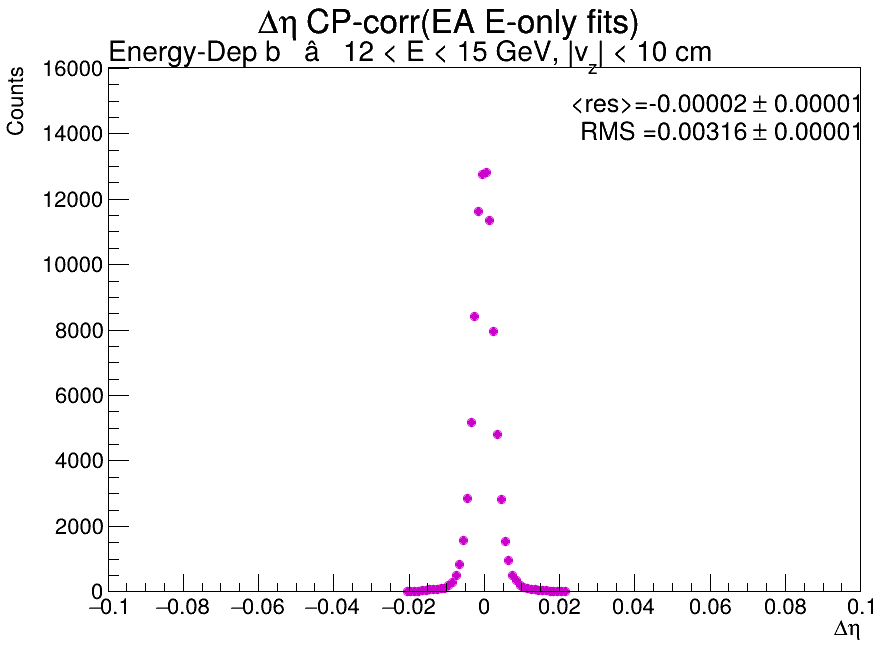 Δη CP-corr(EA E-only fits)
Energy-Dep b â 12 < E < 15 GeV, |v_z| < 10 cm
<res>=-0.00002 ± 0.00001
RMS =0.00316 ± 0.00001
Counts
16000
14000
12000
10000
8000
6000
4000
2000
0
−0.1 −0.08 −0.06 −0.04 −0.02 0 0.02 0.04 0.06 0.08 0.1
Δη